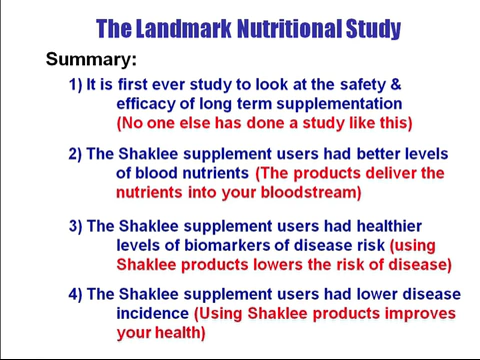 The Landmark Nutritional Study
Summary:
1) It is first ever study to look at the safety &
efficacy of long term supplementation
(No one else has done a study like this)
2) The Shaklee supplement users had better levels
of blood nutrients (The products deliver the
nutrients into your bloodstream)
3) The Shaklee supplement users had healthier
levels of biomarkers of disease risk (using
Shaklee products lowers the risk of disease)
4) The Shaklee supplement users had lower disease
incidence (Using Shaklee products improves
your health)